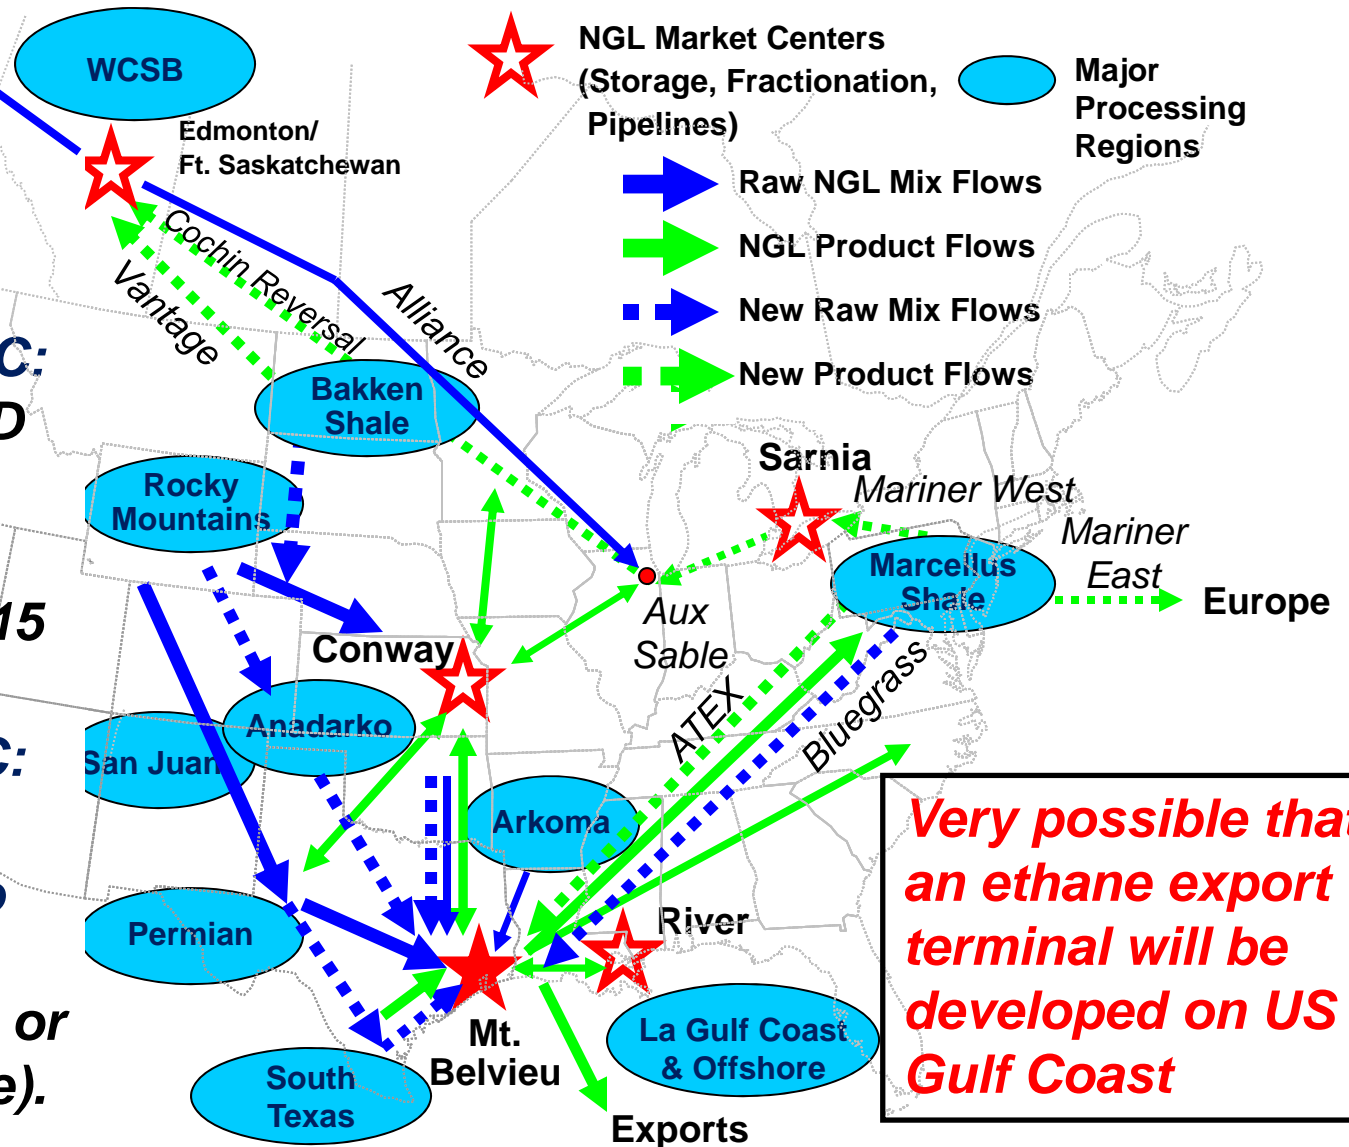 WCSB
NGL Market Centers
(Storage, Fractionation,
Pipelines)
Major
Processing
Regions
Edmonton/
Ft. Saskatchewan
Raw NGL Mix Flows
NGL Product Flows
New Raw Mix Flows
New Product Flows
Cochin Reversal
Vantage
Alliance
C:
D
Bakken
Shale
Rocky
Mountains
Sarnia
Mariner West
Mariner
East
Marcellus
Shale
Europe
15
Conway
Aux
Sable
Anadarko
San Juan
C:
ATEX
Bluegrass
Arkoma
Permian
River
Very possible that
an ethane export
terminal will be
developed on US
Gulf Coast
or
e).
Mt.
Belvieu
La Gulf Coast
& Offshore
South
Texas
Exports